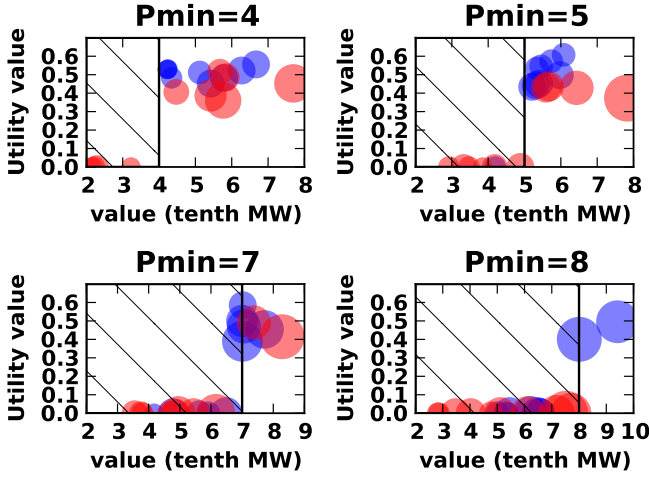 Pmin=4
Utility value
0.6
0.5
0.4
0.3
0.2
0.1
0.0
2 3 4 5 6 7 8
value (tenth MW)
Pmin=5
Utility value
0.6
0.5
0.4
0.3
0.2
0.1
0.0
2 3 4 5 6 7 8
value (tenth MW)
Pmin=7
Utility value
0.6
0.5
0.4
0.3
0.2
0.1
0.0
2 3 4 5 6 7 8 9
value (tenth MW)
Pmin=8
Utility value
0.6
0.5
0.4
0.3
0.2
0.1
0.0
2 3 4 5 6 7 8 9 10
value (tenth MW)